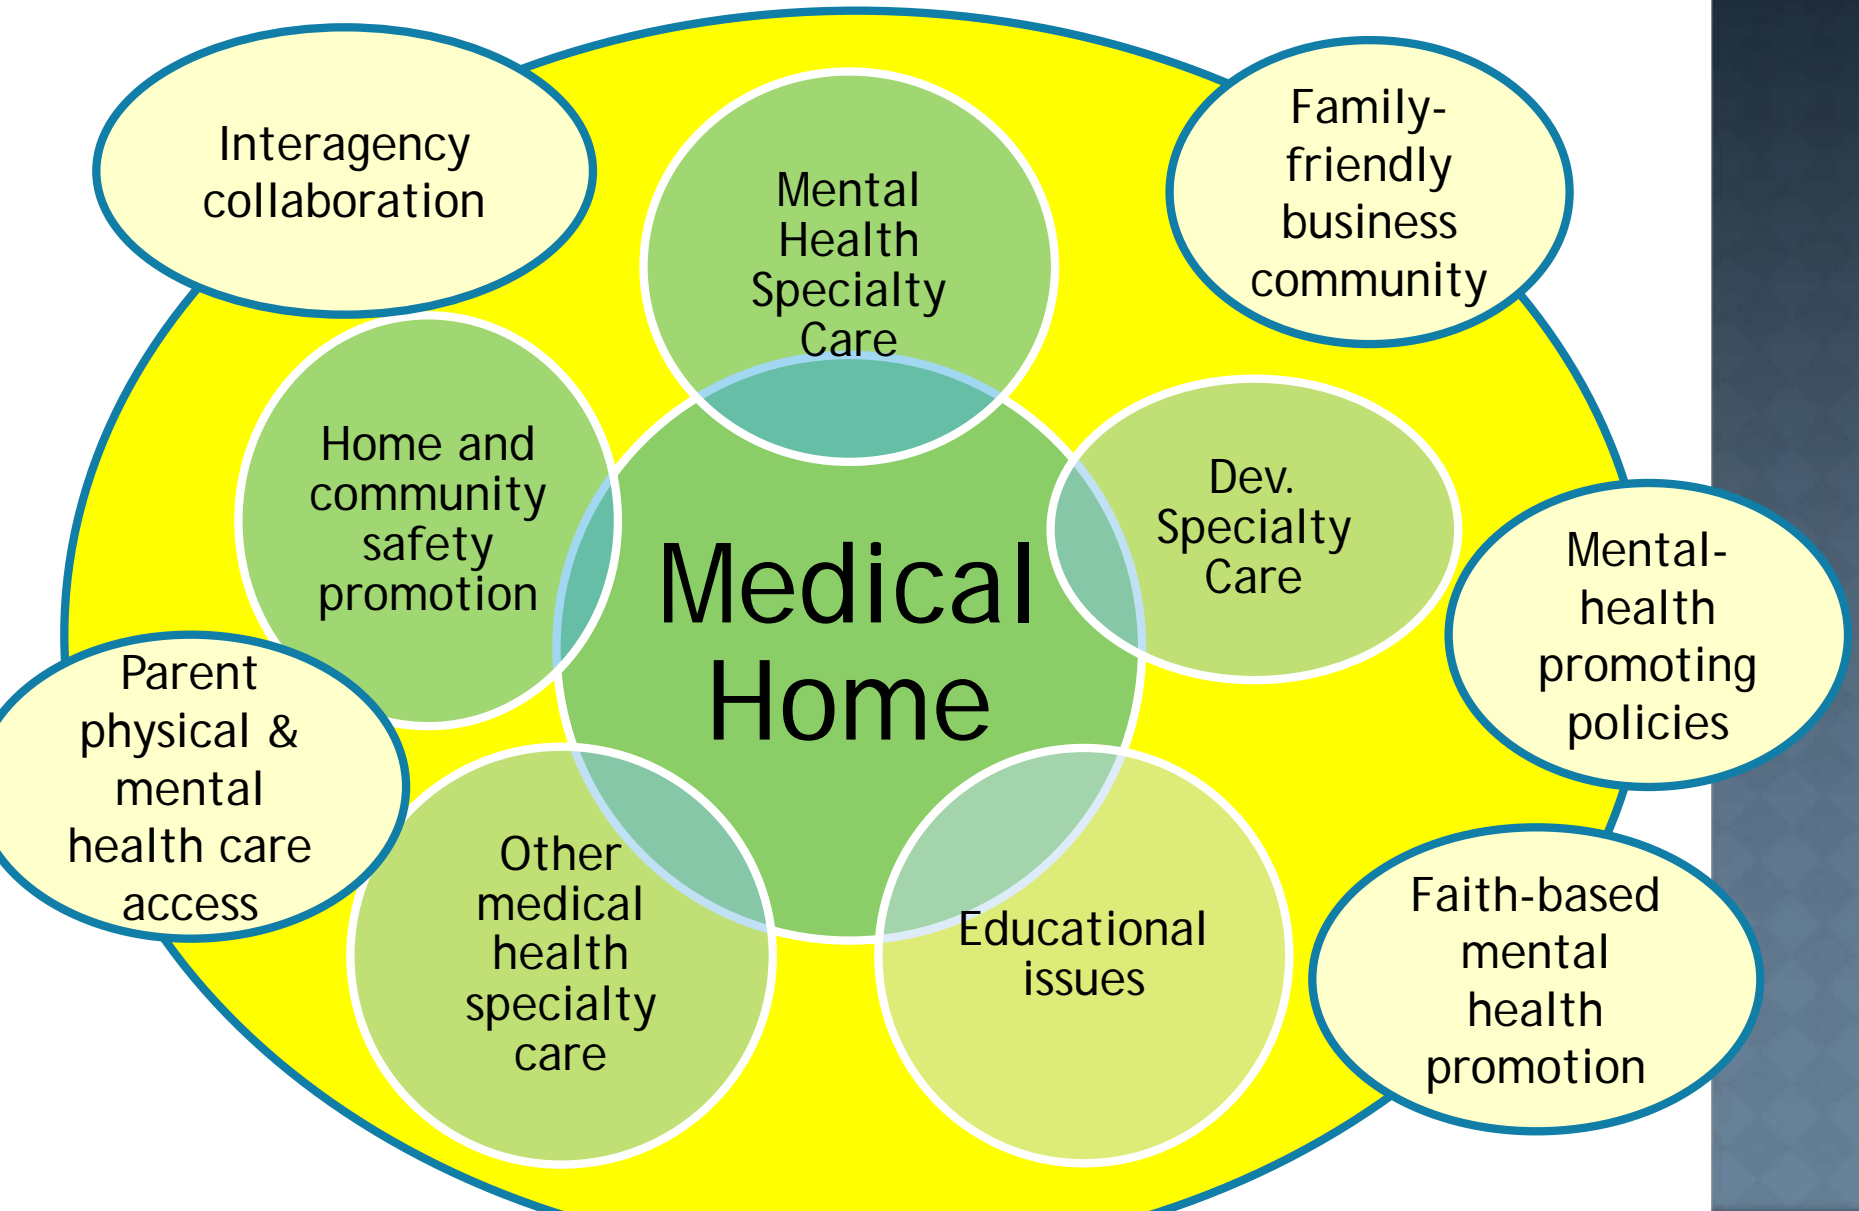 Interagency
collaboration
Mental
Health
Specialty
Care
Family-
friendly
business
community
Home and
community
safety
promotion
Medical
Home
Dev.
Specialty
Care
Mental-
health
promoting
policies
Parent
physical &
mental
health care
access
Other
medical
health
specialty
care
Educational
issues
Faith-based
mental
health
promotion